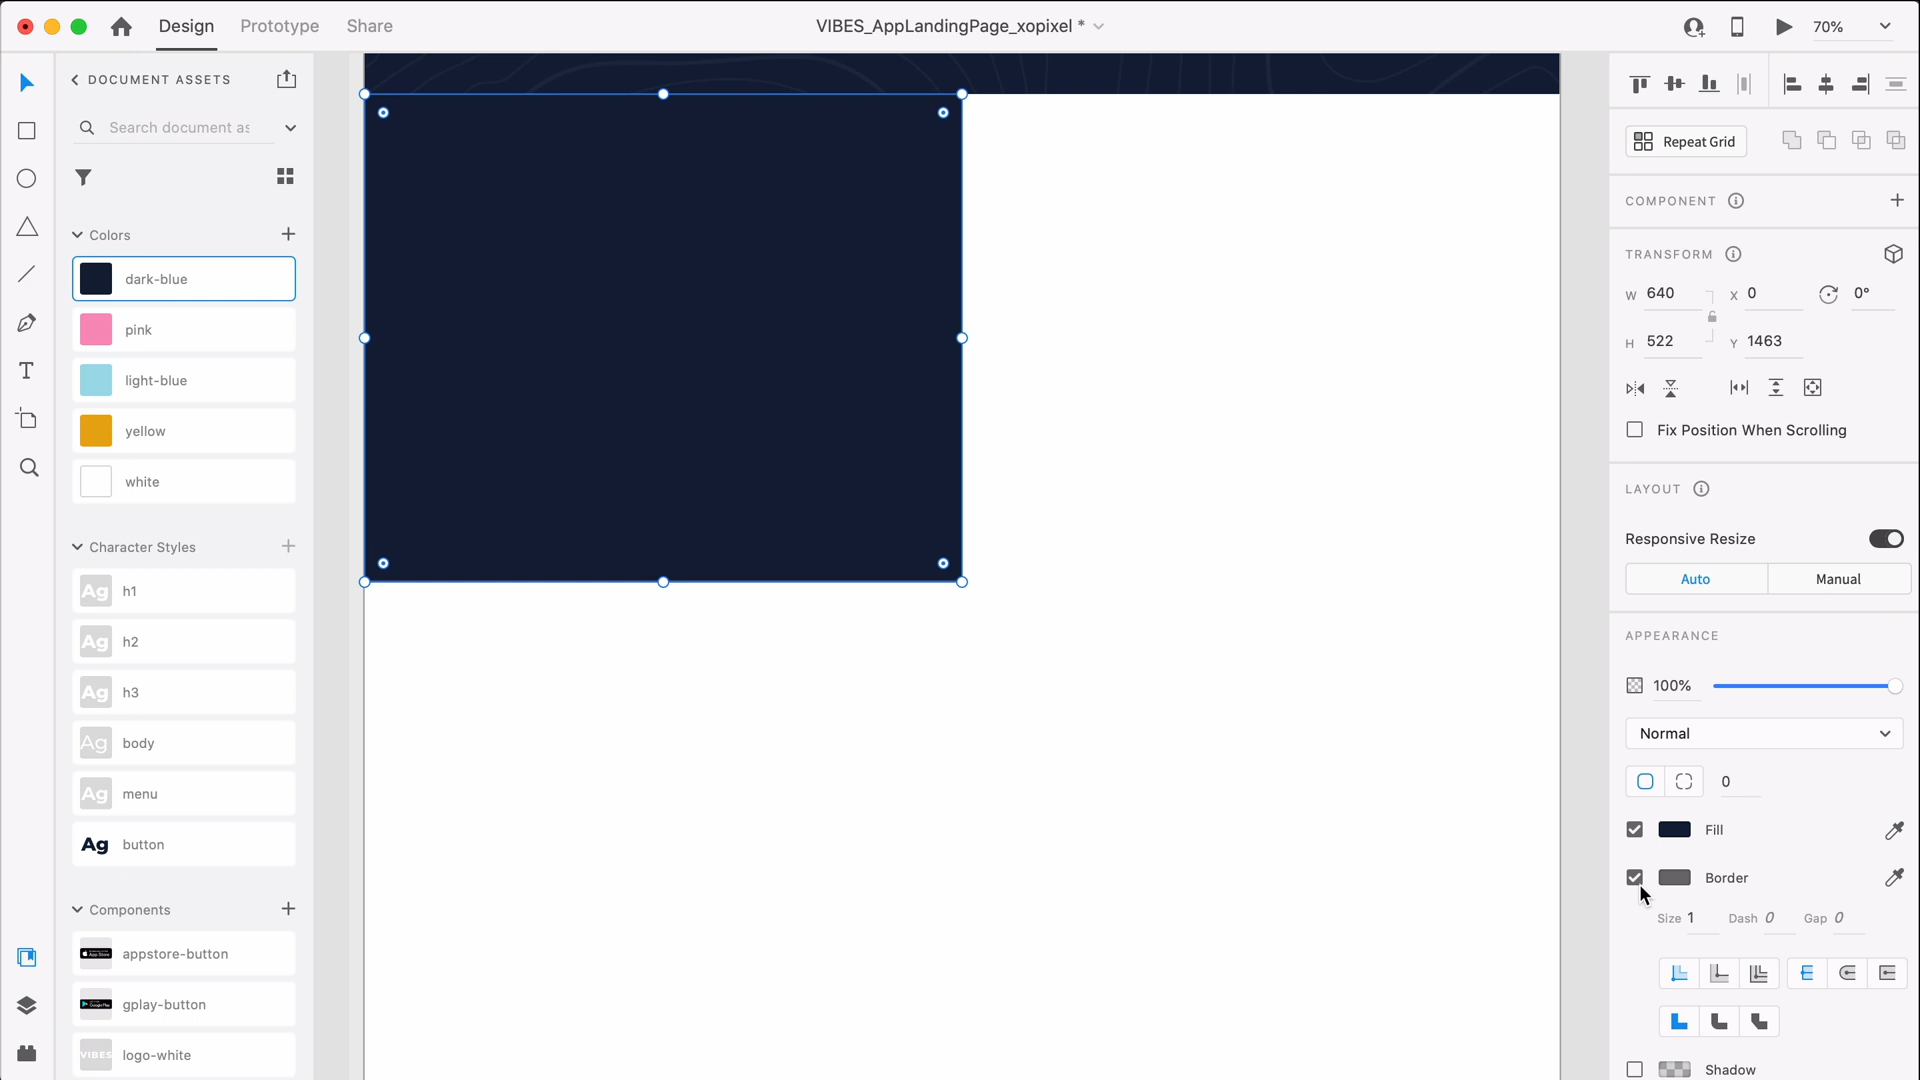 Design Prototype Share
VIBES_AppLandingPage_xopixel *
70%
DOCUMENT ASSETS
Search document as
Colors
dark-blue
pink
light-blue
yellow
white
Character Styles
Ag h1
Ag h2
Ag h3
Ag body
Ag menu
Ag button
Components
appstore-button
gplay-button
VIBES logo-white
Repeat Grid
COMPONENT
TRANSFORM
W 640 X 0 0°
H 522 Y 1463
Fix Position When Scrolling
LAYOUT
Responsive Resize
Auto Manual
APPEARANCE
100%
Normal
0
Fill
Border
Size 1 Dash 0 Gap 0
Shadow